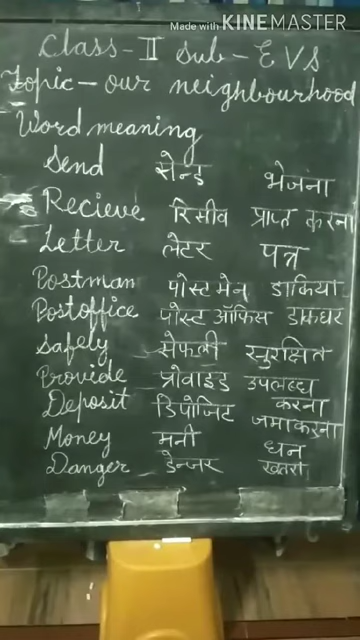 Made with KINEMASTER
Class-II Sub-EVS
Topic-our neighbourhood
Word meaning
Send सेन्ड भेजना
Recieve रिसीव प्राप्त करना
Letter लेटर पत्र
Postman पोस्टमेन डाकिया
Postoffice पोस्ट ऑफिस डाकघर
Safely सेफली सुरक्षित
Provide प्रोवाइड उपलब्ध करना
Deposit डिपोजिट जमा करना
Money मनी धन
Danger डेन्जर खतरा